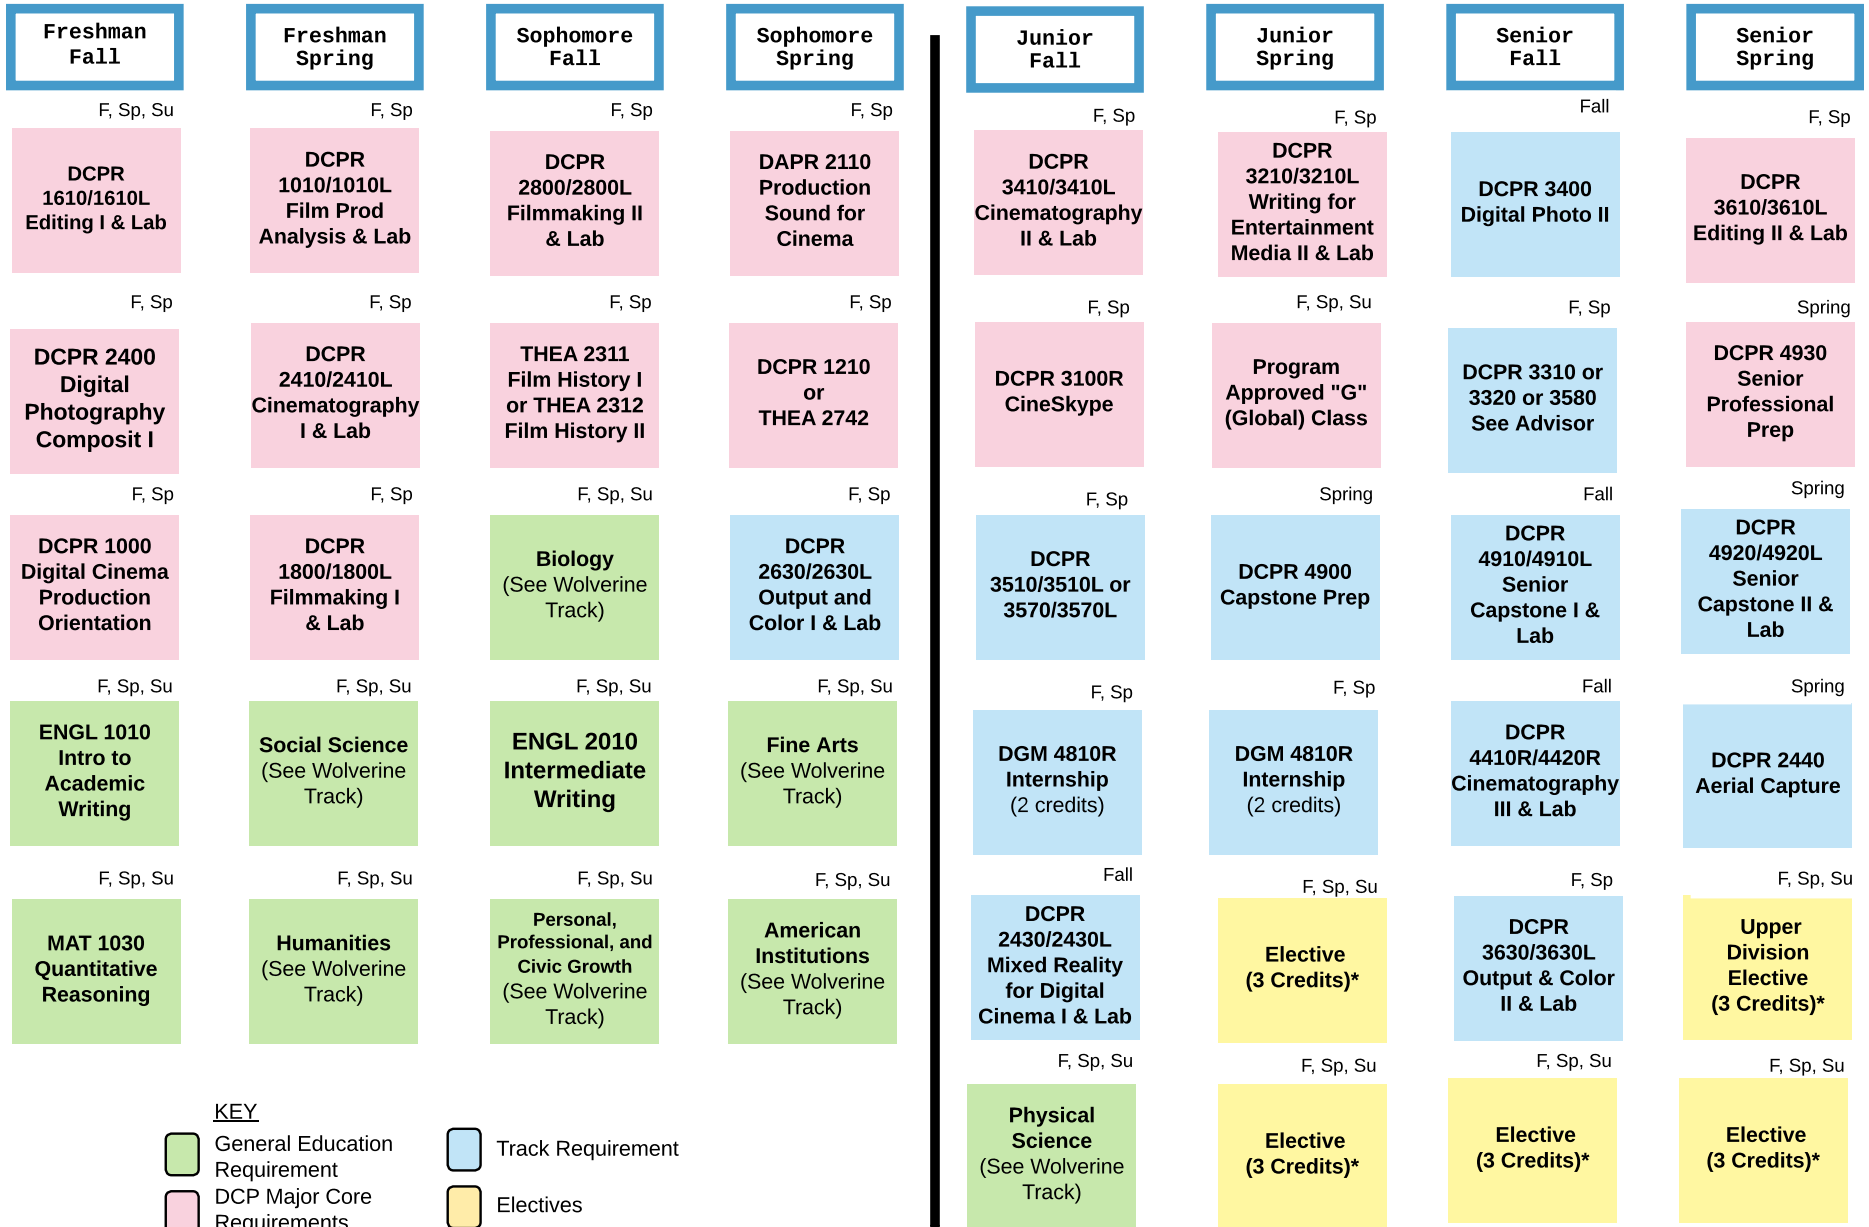 Freshman
Fall
F, Sp, Su
DCPR
1610/1610L
Editing I & Lab
F, Sp
DCPR 2400
Digital
Photography
Composit I
F, Sp
DCPR 1000
Digital Cinema
Production
Orientation
F, Sp, Su
ENGL 1010
Intro to
Academic
Writing
F, Sp, Su
MAT 1030
Quantitative
Reasoning
Freshman
Spring
F, Sp
DCPR
1010/1010L
Film Prod
Analysis & Lab
F, Sp
DCPR
2410/2410L
Cinematography
I & Lab
F, Sp
DCPR
1800/1800L
Filmmaking I
& Lab
F, Sp, Su
Social Science
(See Wolverine
Track)
F, Sp, Su
Humanities
(See Wolverine
Track)
Sophomore
Fall
F, Sp
DCPR
2800/2800L
Filmmaking II
& Lab
F, Sp
THEA 2311
Film History I
or THEA 2312
Film History II
F, Sp, Su
Biology
(See Wolverine
Track)
F, Sp, Su
ENGL 2010
Intermediate
Writing
F, Sp, Su
Personal,
Professional, and
Civic Growth
(See Wolverine
Track)
Sophomore
Spring
F, Sp
DAPR 2110
Production
Sound for
Cinema
F, Sp
DCPR 1210
or
THEA 2742
F, Sp
DCPR
2630/2630L
Output and
Color I & Lab
F, Sp, Su
Fine Arts
(See Wolverine
Track)
F, Sp, Su
American
Institutions
(See Wolverine
Track)
Junior
Fall
F, Sp
DCPR
3410/3410L
Cinematography
II & Lab
F, Sp
DCPR 3100R
CineSkype
F, Sp
DCPR
3510/3510L or
3570/3570L
F, Sp
DGM 4810R
Internship
(2 credits)
Fall
DCPR
2430/2430L
Mixed Reality
for Digital
Cinema I & Lab
F, Sp, Su
Physical
Science
(See Wolverine
Track)
Junior
Spring
F, Sp
DCPR
3210/3210L
Writing for
Entertainment
Media II & Lab
F, Sp, Su
Program
Approved "G"
(Global) Class
Spring
DCPR 4900
Capstone Prep
F, Sp
DGM 4810R
Internship
(2 credits)
F, Sp, Su
Elective
(3 Credits)*
F, Sp, Su
Elective
(3 Credits)*
Senior
Fall
Fall
DCPR 3400
Digital Photo II
F, Sp
DCPR 3310 or
3320 or 3580
See Advisor
Fall
DCPR
4910/4910L
Senior
Capstone I &
Lab
Fall
DCPR
4410R/4420R
Cinematography
III & Lab
F, Sp
DCPR
3630/3630L
Output & Color
II & Lab
F, Sp, Su
Elective
(3 Credits)*
Senior
Spring
F, Sp
DCPR
3610/3610L
Editing II & Lab
Spring
DCPR 4930
Senior
Professional
Prep
Spring
DCPR
4920/4920L
Senior
Capstone II &
Lab
Spring
DCPR 2440
Aerial Capture
F, Sp, Su
Upper
Division
Elective
(3 Credits)*
F, Sp, Su
Elective
(3 Credits)*
KEY
General Education
Requirement
DCP Major Core
Requirements
Track Requirement
Electives